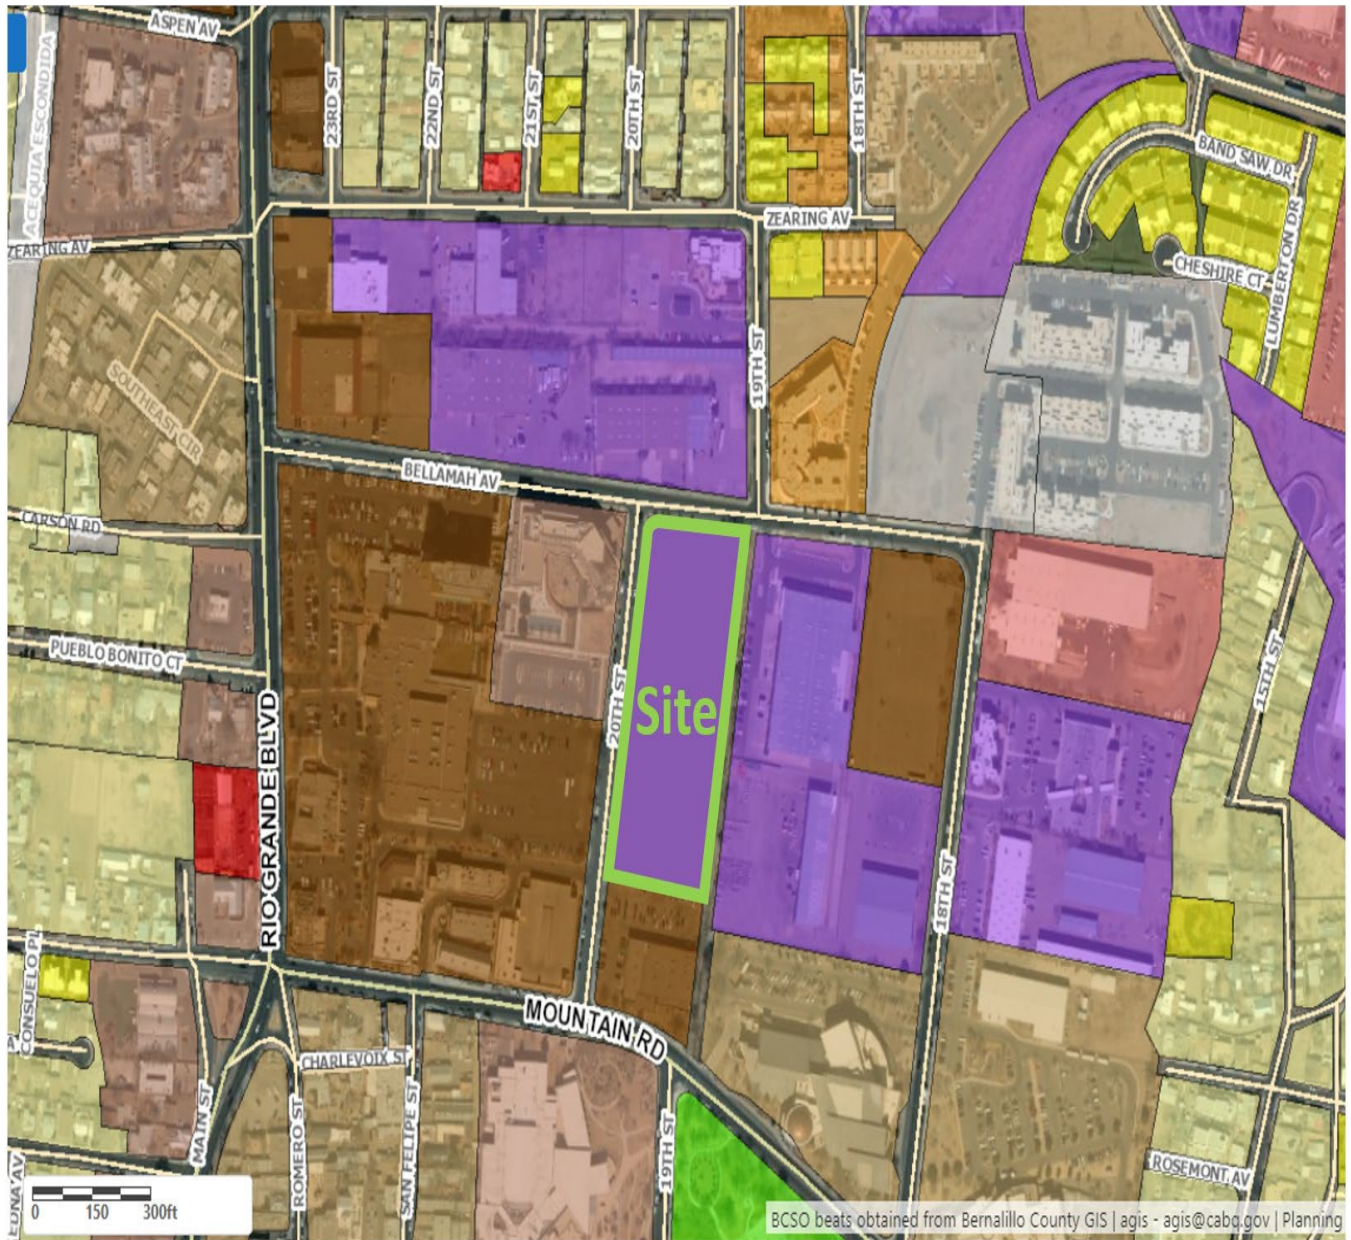 ASPEN AV
ACEQUIA ESCONDIDA
23RD ST
22ND ST
21ST ST
20TH ST
18TH ST
BAND SAW DR
ZEARING AV
ZEARING AV
CHESHIRE CT
LUMBERTON DR
SOUTHEAST CIR
19TH ST
BELLAMAH AV
CARSON RD
PUEBLO BONITO CT
20TH ST
Site
15TH ST
RIO GRANDE BLVD
18TH ST
CONSUELO PL
MOUNTAIN RD
CHARLEVOIX ST
MAIN ST
ROMERO ST
SAN FELIPE ST
19TH ST
ROSEMONT AV
EDNA AV
0 150 300ft
BCSO beats obtained from Bernalillo County GIS | agis - agis@cabq.gov | Planning